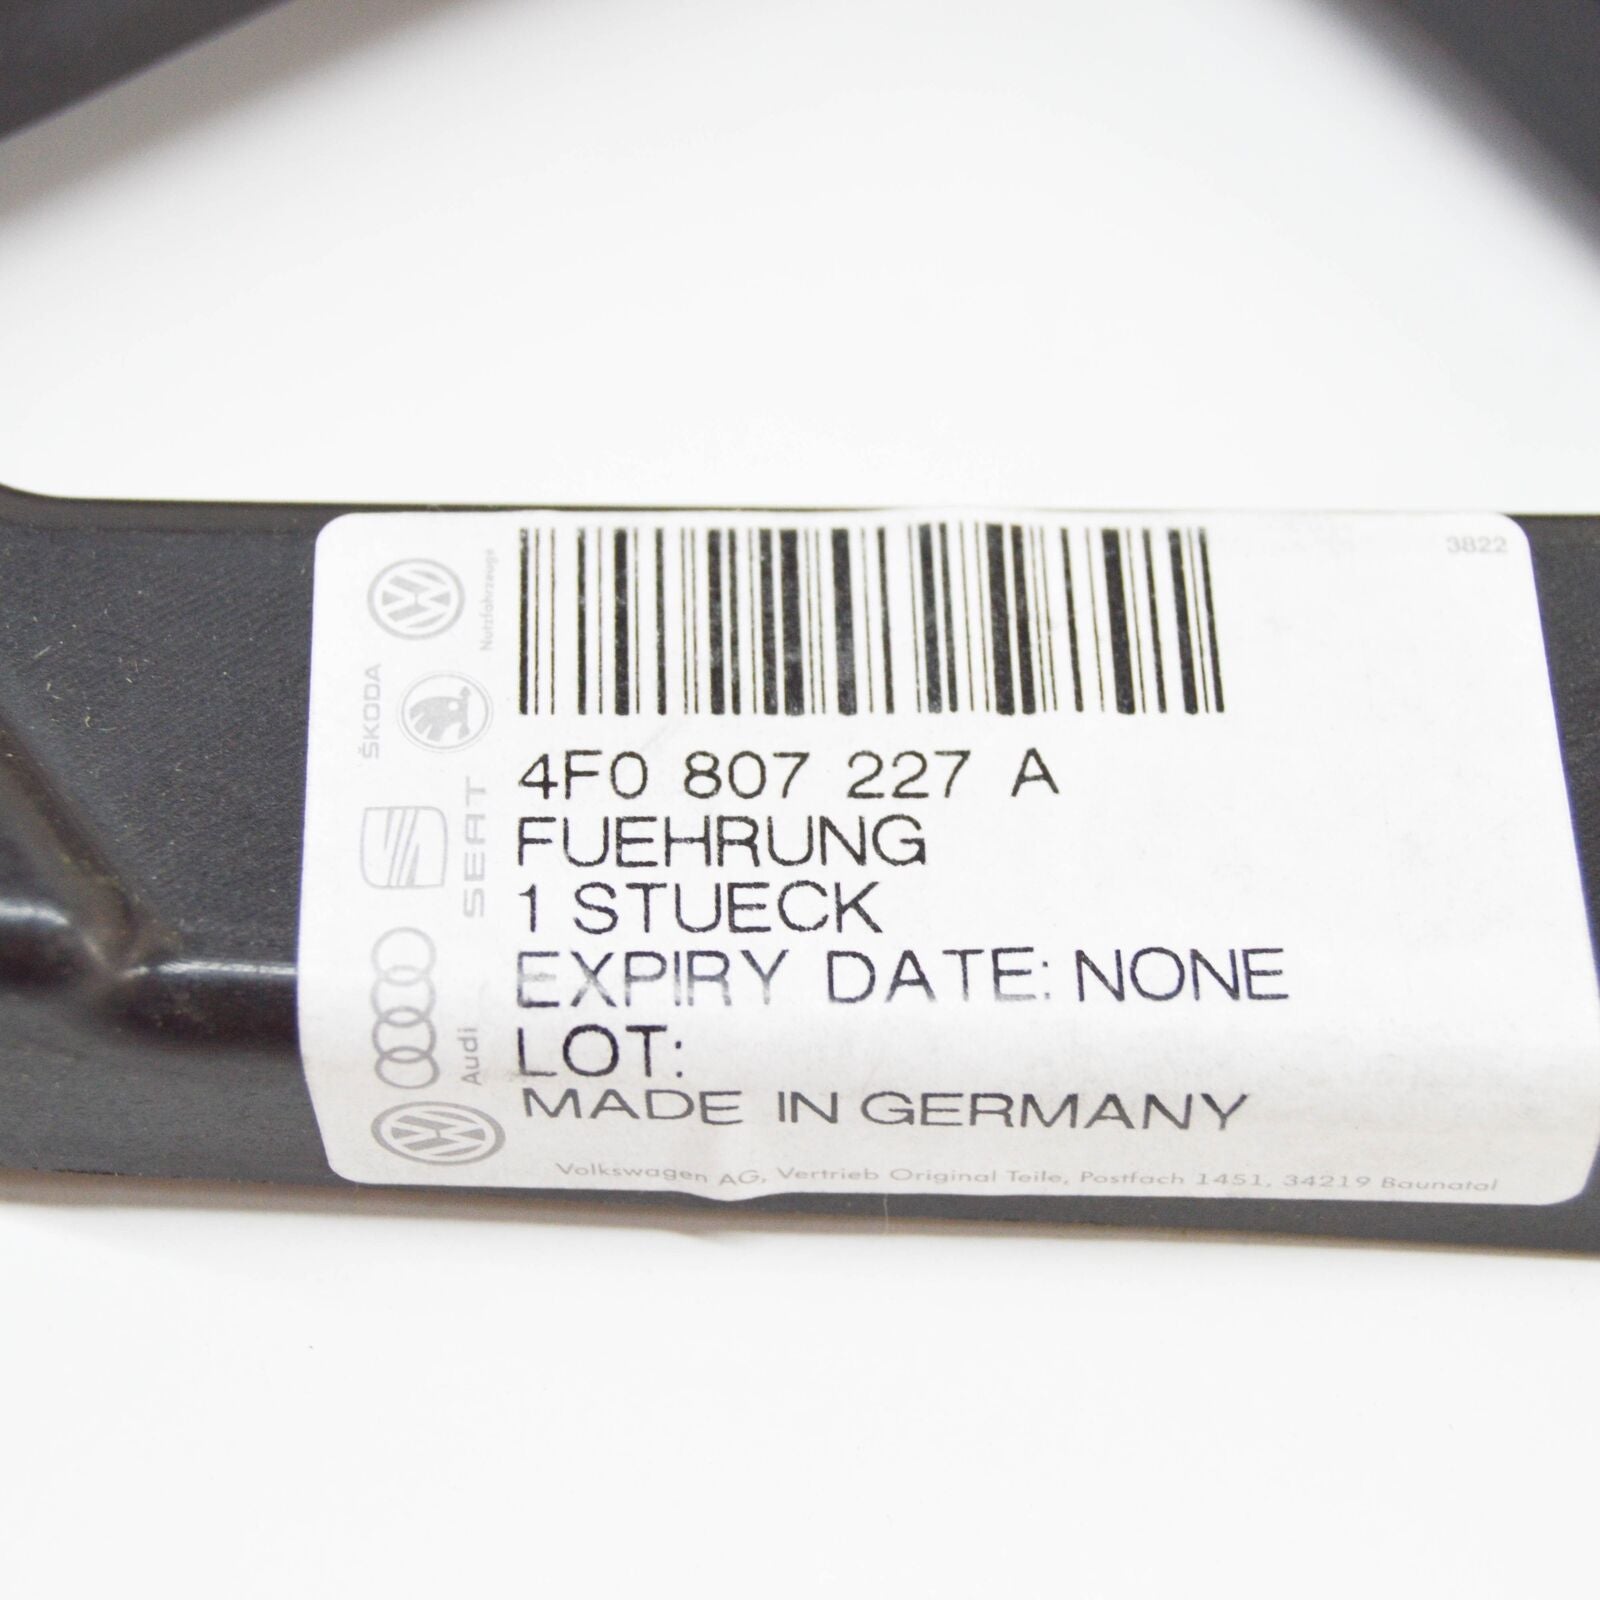 3822
Nutzfahrzeuge
ŠKODA
SEAT
Audi
4F0 807 227 A
FUEHRUNG
1 STUECK
EXPIRY DATE: NONE
LOT:
MADE IN GERMANY
Volkswagen AG, Vertrieb Original Teile, Postfach 1451, 34219 Baunatal